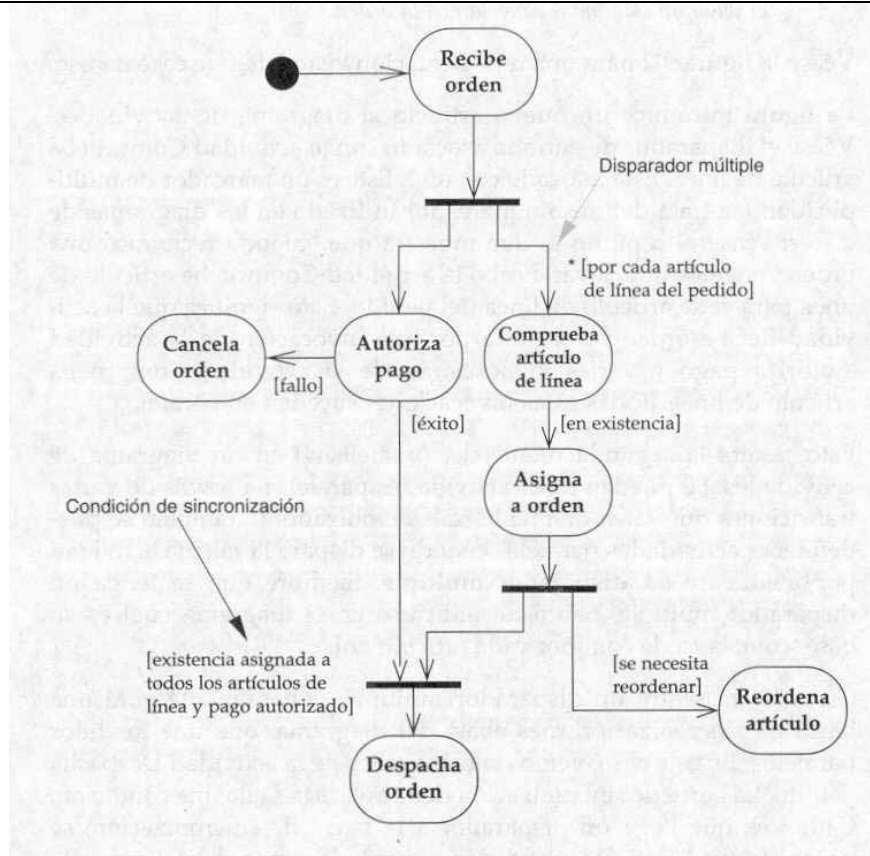 Recibe
orden
Disparador múltiple
* [por cada artículo
de línea del pedido]
Cancela
orden
Autoriza
pago
Comprueba
artículo
de línea
[fallo]
[éxito]
[en existencia]
Asigna
a orden
Condición de sincronización
[existencia asignada a
todos los artículos de
línea y pago autorizado]
[se necesita
reordenar]
Reordena
artículo
Despacha
orden